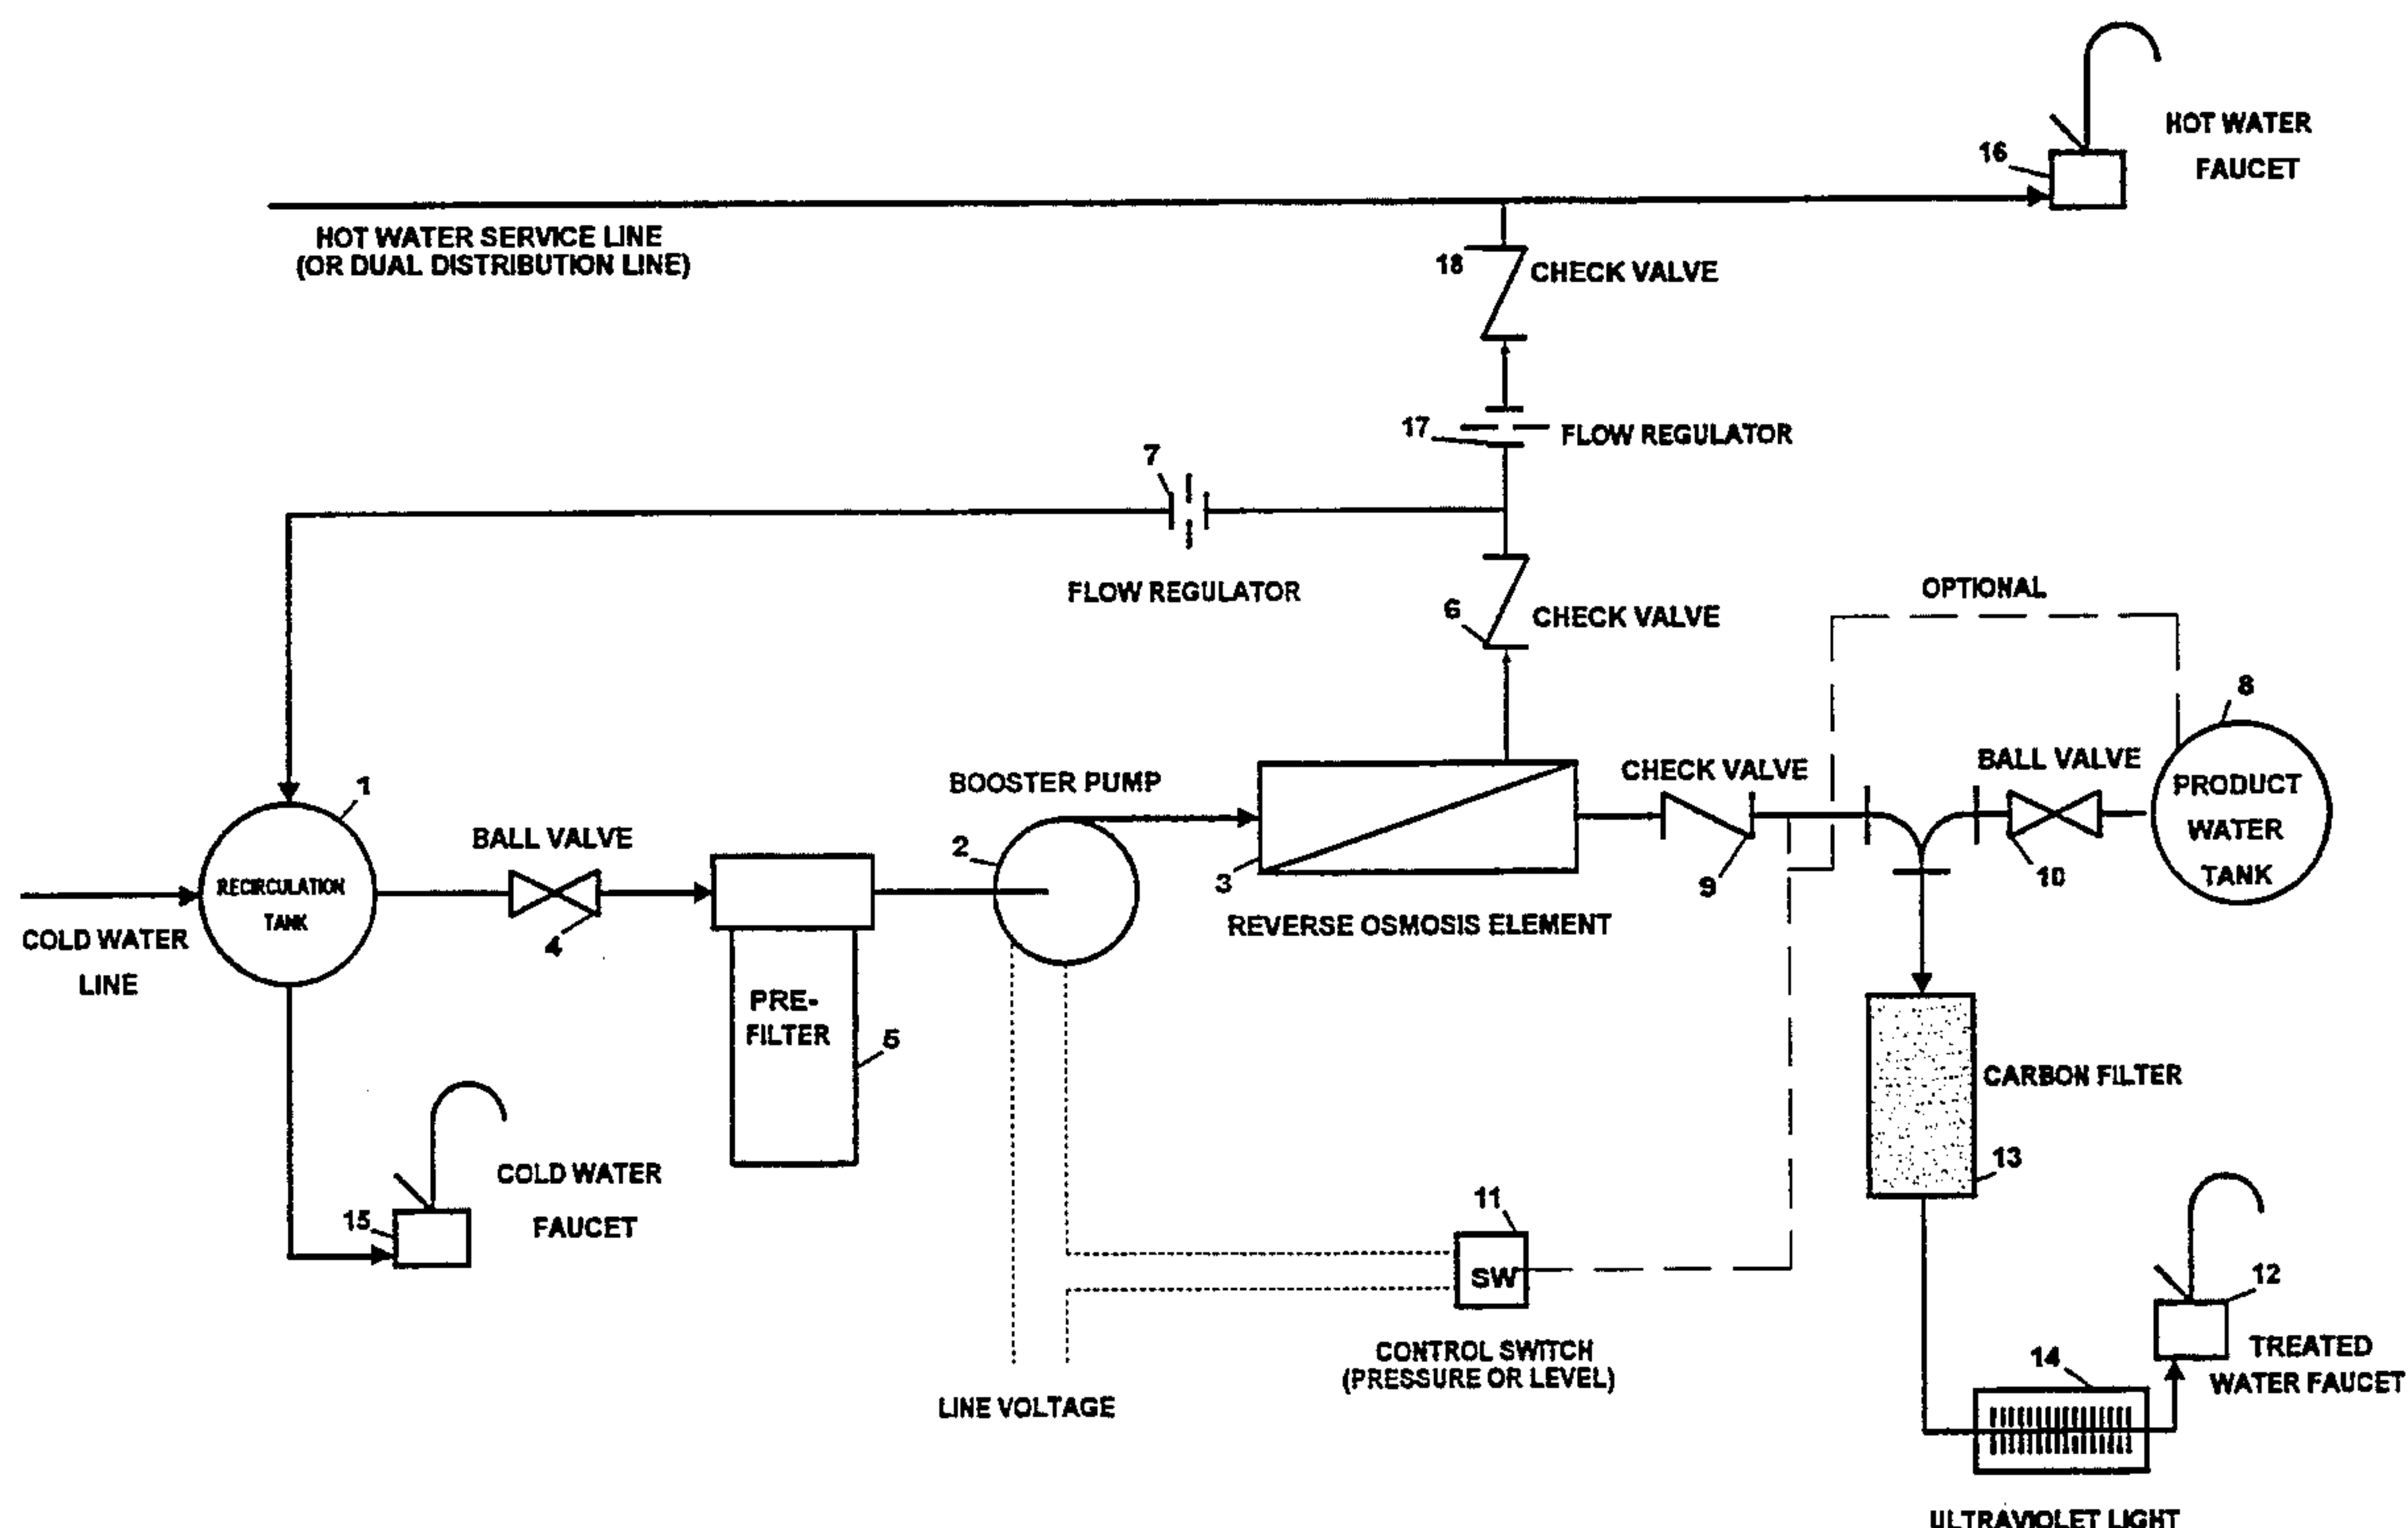 HOT WATER
FAUCET
16
HOT WATER SERVICE LINE
(OR DUAL DISTRIBUTION LINE)
18
CHECK VALVE
17
FLOW REGULATOR
7
FLOW REGULATOR
6
CHECK VALVE
OPTIONAL
8
PRODUCT
WATER
TANK
BALL VALVE
10
CHECK VALVE
9
BOOSTER PUMP
2
3
REVERSE OSMOSIS ELEMENT
1
RECIRCULATION
TANK
BALL VALVE
4
COLD WATER
LINE
PRE-
FILTER
5
CARBON FILTER
13
COLD WATER
FAUCET
15
11
SW
CONTROL SWITCH
(PRESSURE OR LEVEL)
LINE VOLTAGE
12
TREATED
WATER FAUCET
14
ULTRAVIOLET LIGHT